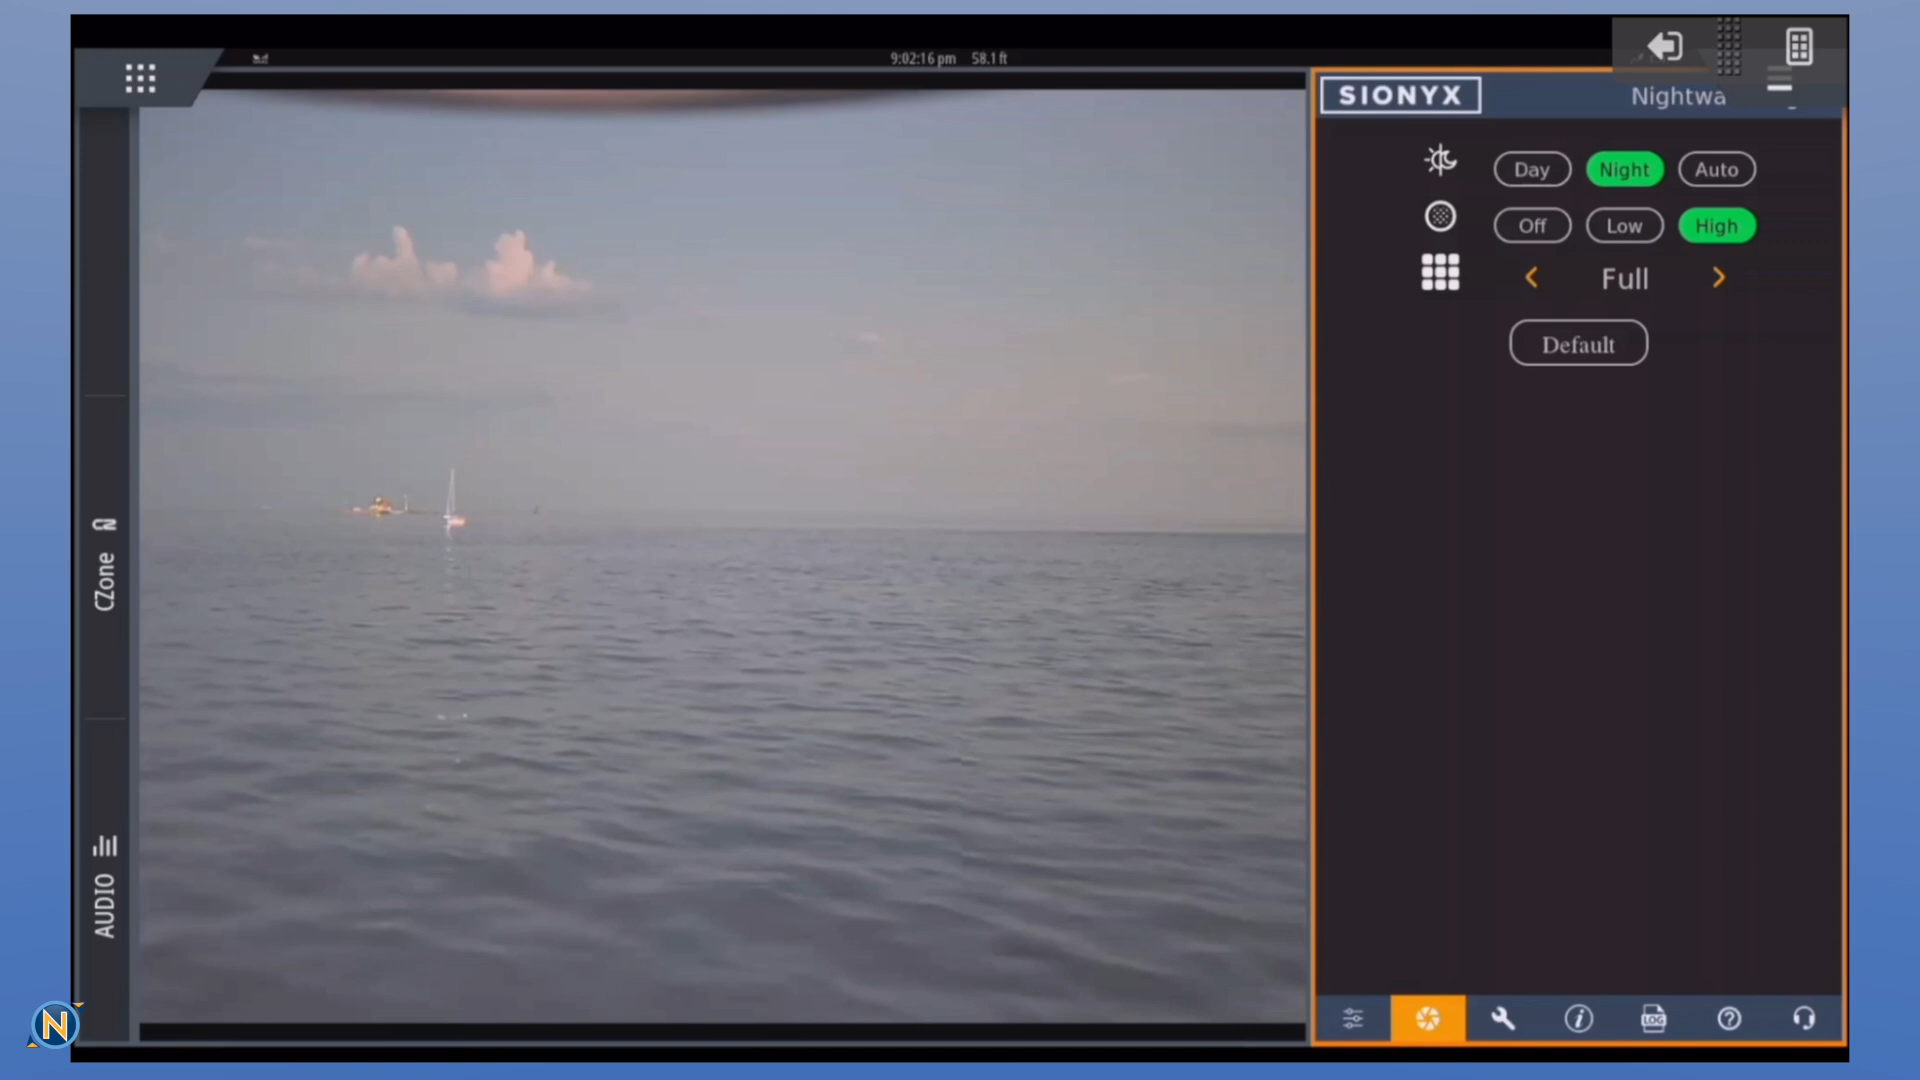 9:02:16 pm 58.1 ft
SIONYX Nightwa
Day Night Auto
Off Low High
Full
Default
CZone
AUDIO
LOG
N